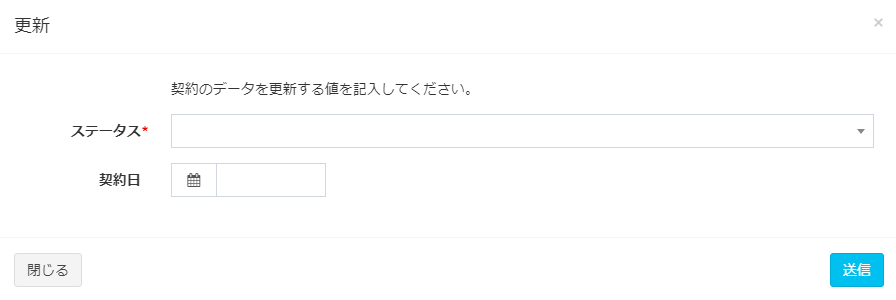 更新
×
契約のデータを更新する値を記入してください。
ステータス*
契約日
閉じる
送信